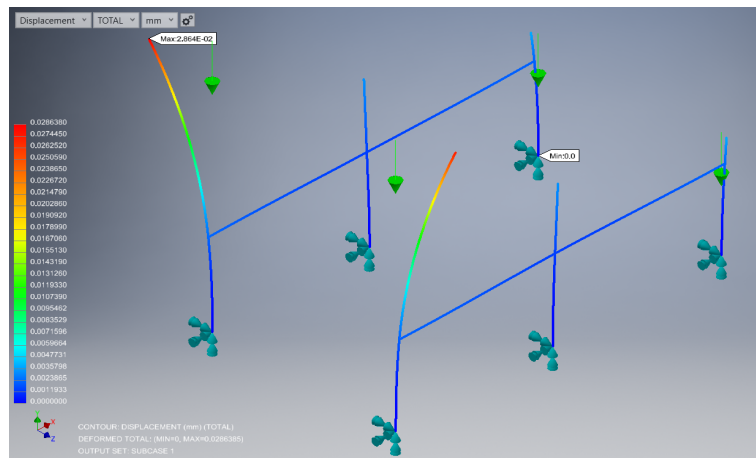 Displacement TOTAL mm
Max:2.864E-02
Min:0.0
0.0286380
0.0274450
0.0262520
0.0250590
0.0238650
0.0226720
0.0214790
0.0202860
0.0190920
0.0178990
0.0167060
0.0155130
0.0143190
0.0131260
0.0119330
0.0107390
0.0095462
0.0083529
0.0071596
0.0059664
0.0047731
0.0035798
0.0023865
0.0011933
0.0000000
Y
X
Z
CONTOUR: DISPLACEMENT (mm) (TOTAL)
DEFORMED TOTAL: (MIN=0, MAX=0.0286385)
OUTPUT SET: SUBCASE 1